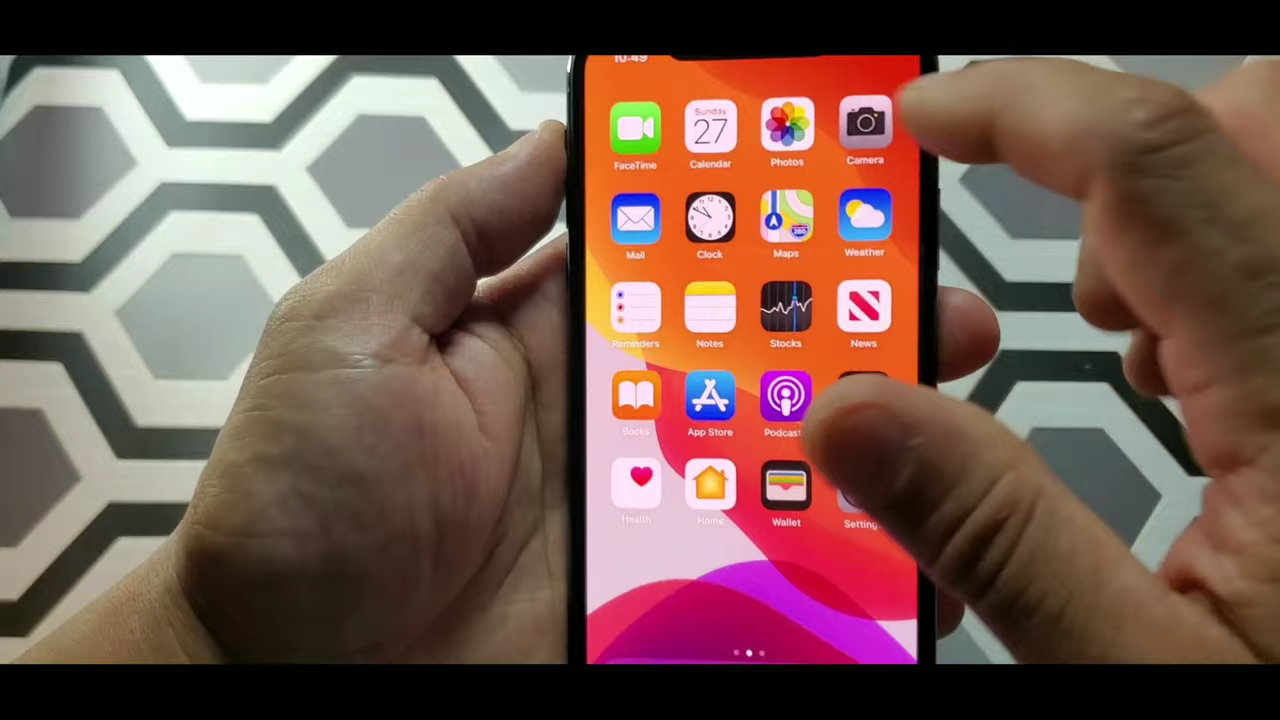 10:49
Sunday
27
FaceTime
Calendar
Photos
Camera
Mail
Clock
Maps
Weather
280
Reminders
Notes
Stocks
News
Books
App Store
Podcast
Health
Home
Wallet
Setting